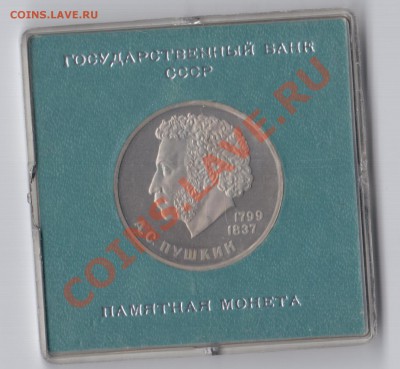 COINS.LAVE.RU
COINS.LAVE.RU
ГОСУДАРСТВЕННЫЙ БАНК
СССР
COINS.LAVE.RU
1799
1837
А.С. ПУШКИН
ПАМЯТНАЯ МОНЕТА